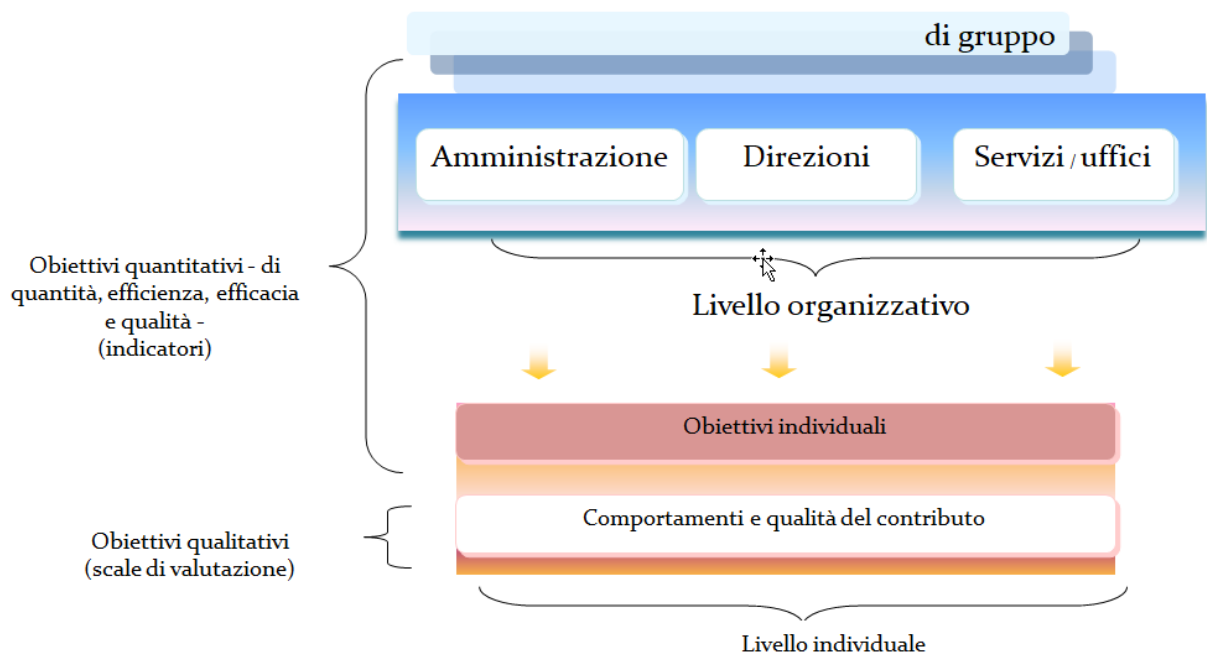 di gruppo
Amministrazione
Direzioni
Servizi / uffici
Obiettivi quantitativi - di
quantità, efficienza, efficacia
e qualità -
(indicatori)
Livello organizzativo
Obiettivi individuali
Comportamenti e qualità del contributo
Obiettivi qualitativi
(scale di valutazione)
Livello individuale